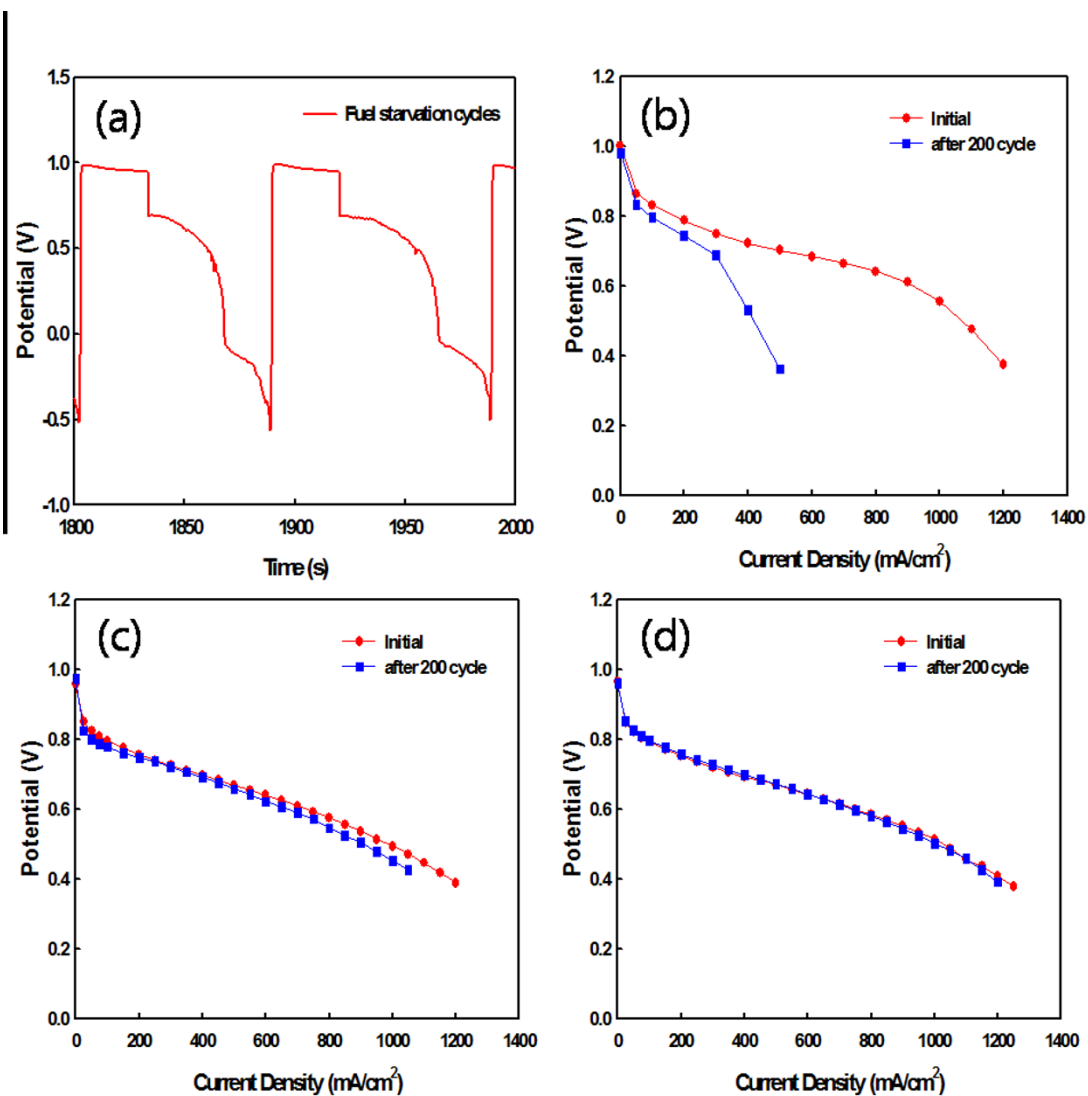 (a)
Fuel starvation cycles
1.5
1.0
0.5
0.0
-0.5
-1.0
Potential (V)
1800 1850 1900 1950 2000
Time (s)
(b)
Initial
after 200 cycle
1.2
1.0
0.8
0.6
0.4
0.2
0.0
Potential (V)
0 200 400 600 800 1000 1200 1400
Current Density (mA/cm²)
(c)
Initial
after 200 cycle
1.2
1.0
0.8
0.6
0.4
0.2
0.0
Potential (V)
0 200 400 600 800 1000 1200 1400
Current Density (mA/cm²)
(d)
Initial
after 200 cycle
1.2
1.0
0.8
0.6
0.4
0.2
0.0
Potential (V)
0 200 400 600 800 1000 1200 1400
Current Density (mA/cm²)